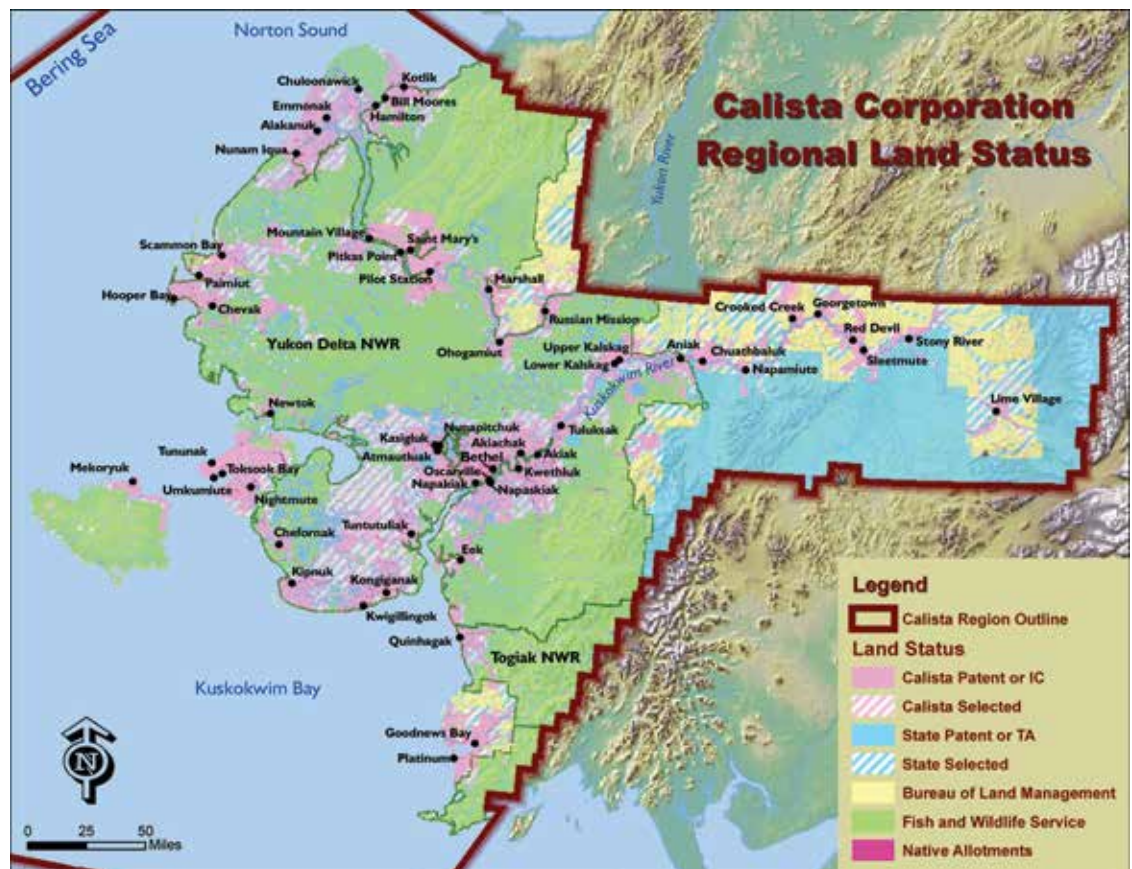 Bering Sea
Norton Sound
Calista Corporation
Regional Land Status
Yukon River
Chuloonawick
Kotlik
Bill Moores
Hamilton
Emmonak
Alakanuk
Nunam Iqua
Mountain Village
Saint Mary's
Pitkas Point
Pilot Station
Scammon Bay
Paimiut
Hooper Bay
Chevak
Marshall
Russian Mission
Ohogamiut
Yukon Delta NWR
Upper Kalskag
Lower Kalskag
Kuskokwim River
Aniak
Chuathbaluk
Napamiute
Crooked Creek
Georgetown
Red Devil
Sleetmute
Stony River
Lime Village
Newtok
Nunapitchuk
Kasigluk
Atmautluak
Akiachak
Bethel
Akiak
Tuluksak
Kwethluk
Oscarville
Napakiak
Napaskiak
Tununak
Toksook Bay
Mekoryuk
Umkumiute
Nightmute
Chefornak
Tuntutuliak
Eek
Kipnuk
Kongiganak
Kwigillingok
Quinhagak
Togiak NWR
Kuskokwim Bay
Goodnews Bay
Platinum
N
0 25 50
Miles
Legend
Calista Region Outline
Land Status
Calista Patent or IC
Calista Selected
State Patent or TA
State Selected
Bureau of Land Management
Fish and Wildlife Service
Native Allotments